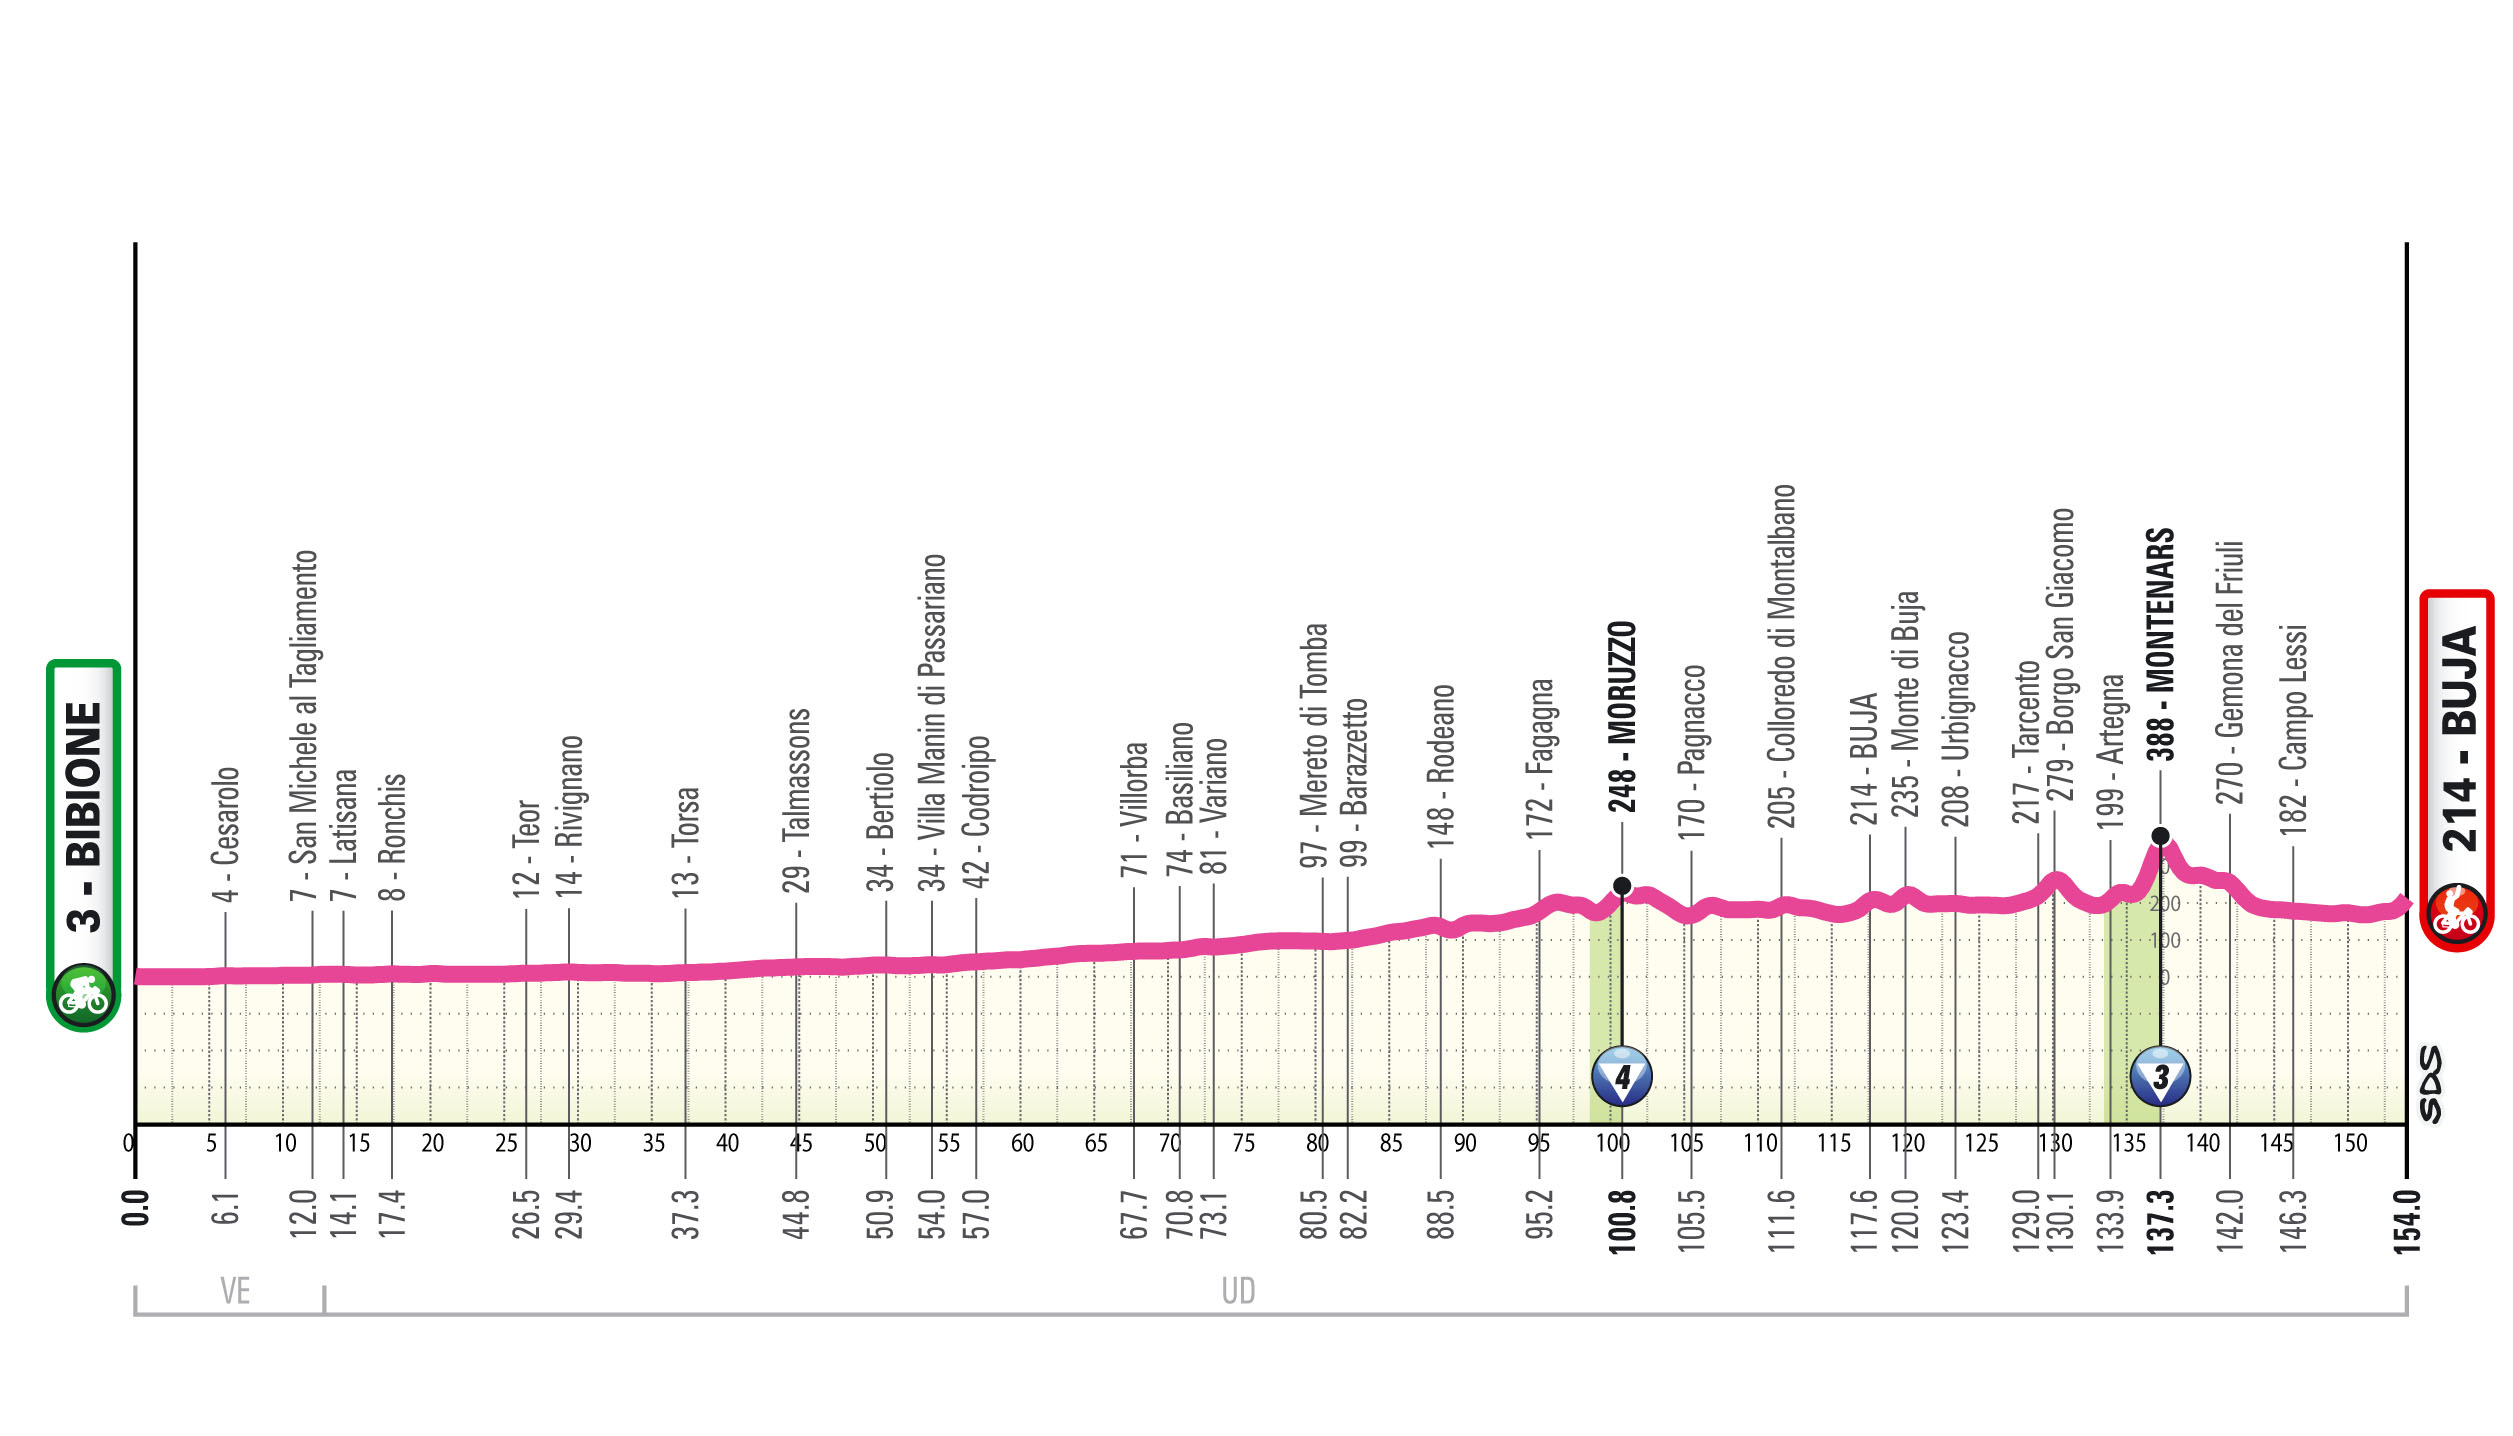 3 - BIBIONE
4 - Cesarolo
7 - San Michele al Tagliamento
7 - Latisana
8 - Ronchis
12 - Teor
14 - Rivignano
13 - Torsa
29 - Talmassons
34 - Bertiolo
34 - Villa Manin di Passariano
42 - Codroipo
71 - Villorba
74 - Basiliano
81 - Variano
97 - Mereto di Tomba
99 - Barazzetto
148 - Rodeano
172 - Fagagna
248 - MORUZZO
170 - Pagnacco
205 - Colloredo di Montalbano
214 - BUJA
235 - Monte di Buja
208 - Urbignacco
217 - Tarcento
279 - Borgo San Giacomo
199 - Artegna
388 - MONTENARS
270 - Gemona del Friuli
182 - Campo Lessi
214 - BUJA
200
100
0
4
3
SDS
0 5 10 15 20 25 30 35 40 45 50 55 60 65 70 75 80 85 90 95 100 105 110 115 120 125 130 135 140 145 150
0.0
6.1
12.0
14.1
17.4
26.5
29.4
37.3
44.8
50.9
54.0
57.0
67.7
70.8
73.1
80.5
82.2
88.5
95.2
100.8
105.5
111.6
117.6
120.0
123.4
129.0
130.1
133.9
137.3
142.0
146.3
154.0
VE
UD